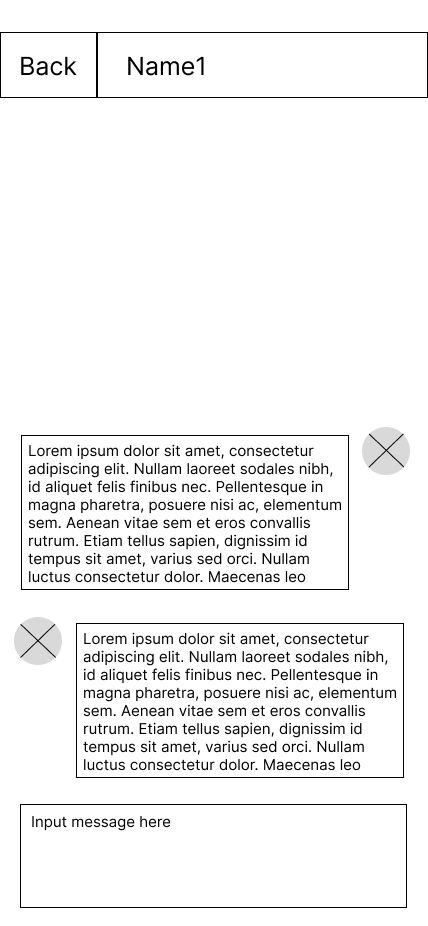 Back Name1
Lorem ipsum dolor sit amet, consectetur
adipiscing elit. Nullam laoreet sodales nibh,
id aliquet felis finibus nec. Pellentesque in
magna pharetra, posuere nisi ac, elementum
sem. Aenean vitae sem et eros convallis
rutrum. Etiam tellus sapien, dignissim id
tempus sit amet, varius sed orci. Nullam
luctus consectetur dolor. Maecenas leo
Lorem ipsum dolor sit amet, consectetur
adipiscing elit. Nullam laoreet sodales nibh,
id aliquet felis finibus nec. Pellentesque in
magna pharetra, posuere nisi ac, elementum
sem. Aenean vitae sem et eros convallis
rutrum. Etiam tellus sapien, dignissim id
tempus sit amet, varius sed orci. Nullam
luctus consectetur dolor. Maecenas leo
Input message here